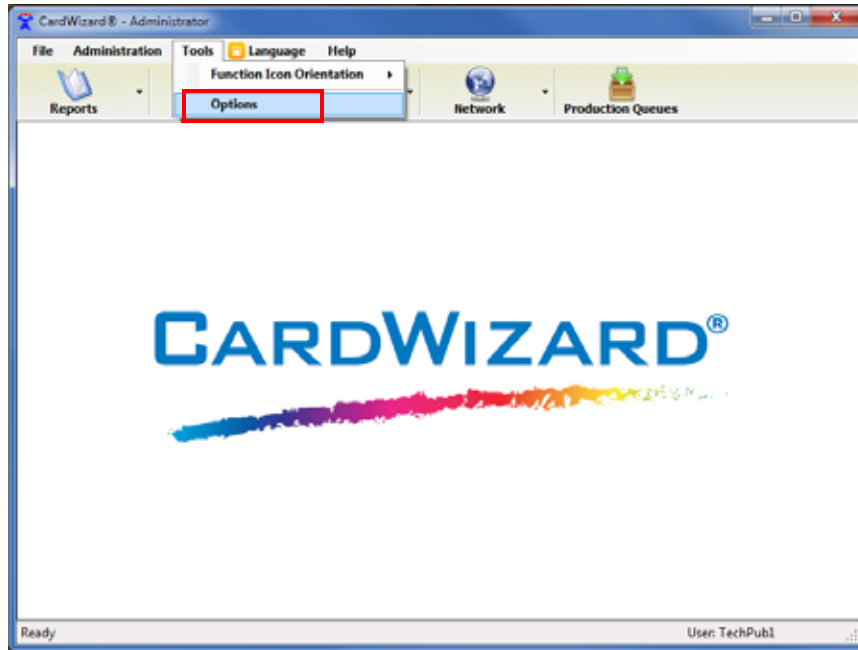 CardWizard® - Administrator
File Administration Tools Language Help
Function Icon Orientation
Options
Reports Network Production Queues
CARDWIZARD®
Ready User: TechPub1